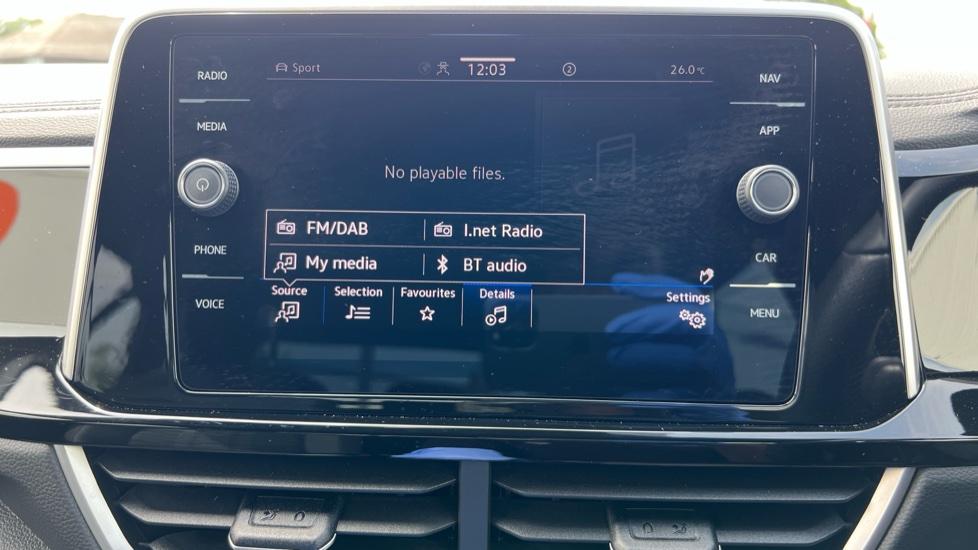 RADIO
MEDIA
PHONE
VOICE
Sport
12:03
2
26.0°C
No playable files.
FM/DAB
I.net Radio
My media
BT audio
Source
Selection
Favourites
Details
Settings
NAV
APP
CAR
MENU